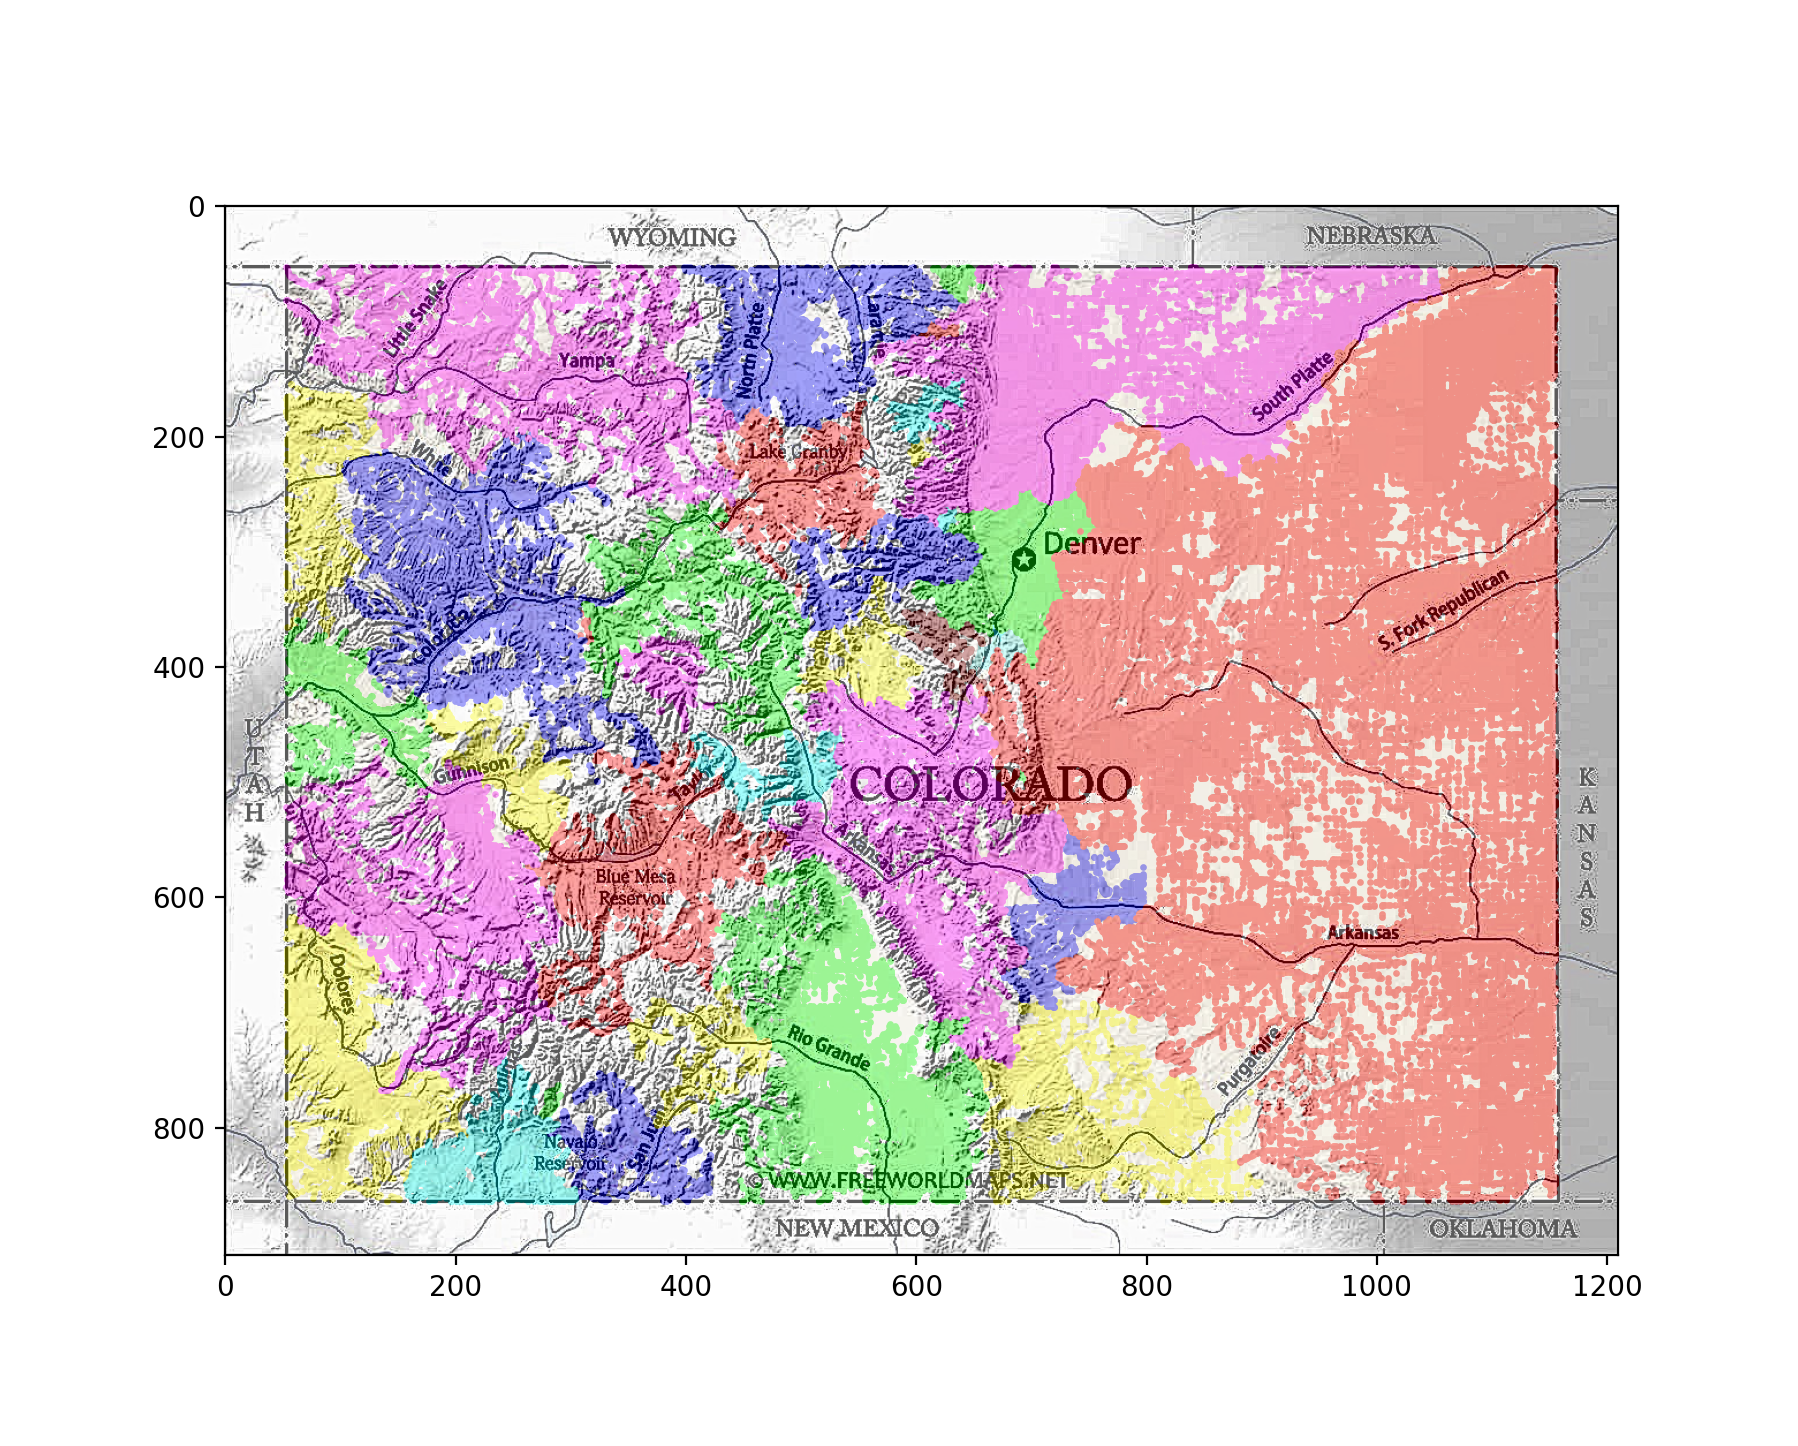 0
200
400
600
800
0
200
400
600
800
1000
1200
WYOMING
NEBRASKA
Little Snake
Yampa
North Platte
Laramie
South Platte
White
Lake Granby
Denver
S. Fork Republican
Colorado
UTAH
Gunnison
Taylor
COLORADO
KANSAS
Arkansas
Blue Mesa
Reservoir
Arkansas
Dolores
Rio Grande
Purgatoire
Navajo
Reservoir
San Juan
© WWW.FREEWORLDMAPS.NET
NEW MEXICO
OKLAHOMA